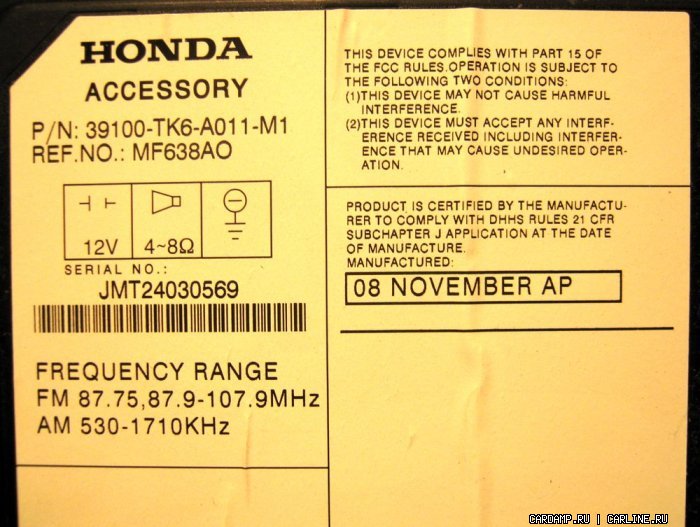 HONDA
ACCESSORY
P/N: 39100-TK6-A011-M1
REF.NO.: MF638AO
12V 4~8Ω
SERIAL NO.:
JMT24030569
FREQUENCY RANGE
FM 87.75,87.9-107.9MHz
AM 530-1710KHz
THIS DEVICE COMPLIES WITH PART 15 OF
THE FCC RULES.OPERATION IS SUBJECT TO
THE FOLLOWING TWO CONDITIONS:
(1)THIS DEVICE MAY NOT CAUSE HARMFUL
INTERFERENCE.
(2)THIS DEVICE MUST ACCEPT ANY INTERF-
ERENCE RECEIVED INCLUDING INTERFER-
ENCE THAT MAY CAUSE UNDESIRED OPER-
ATION.
PRODUCT IS CERTIFIED BY THE MANUFACTU-
RER TO COMPLY WITH DHHS RULES 21 CFR
SUBCHAPTER J APPLICATION AT THE DATE
OF MANUFACTURE.
MANUFACTURED:
08 NOVEMBER AP
CARDAMP.RU | CARLINE.RU